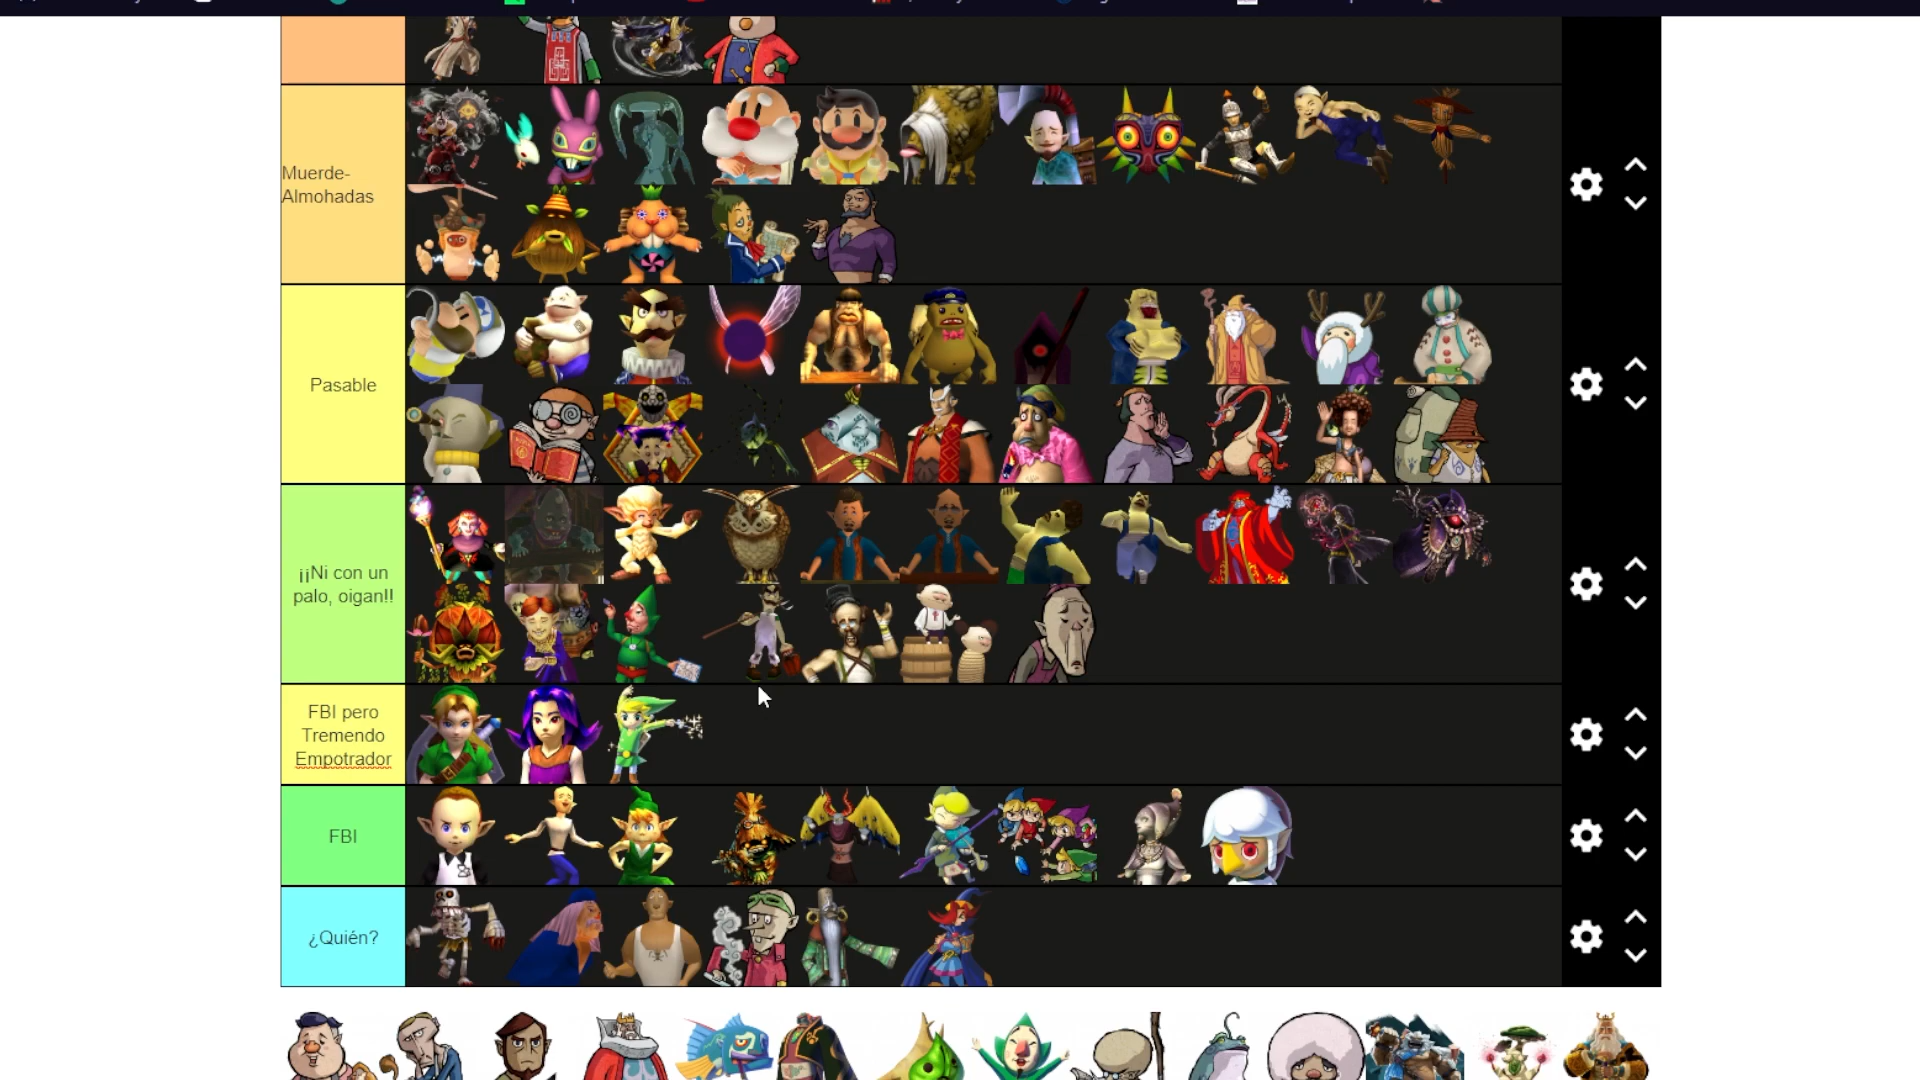 Muerde-
Almohadas
Pasable
¡¡Ni con un
palo, oigan!!
FBI pero
Tremendo
Empotrador
FBI
¿Quién?